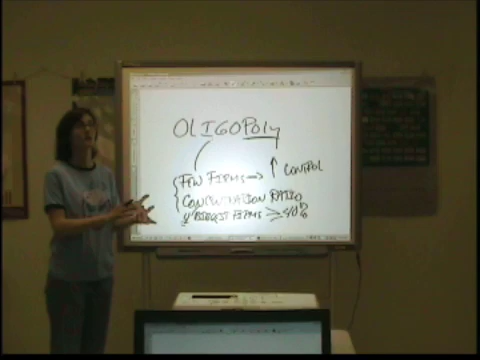 OLIGOPOLY
FEW FIRMS → ↑ CONTROL
CONCENTRATION RATIO
4 BIGGEST FIRMS ≥ 40%